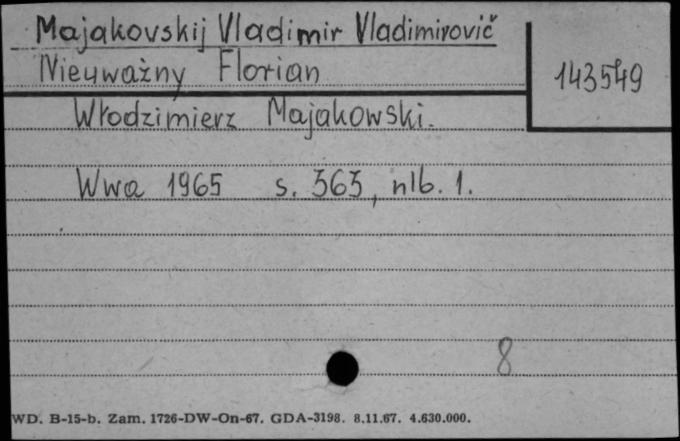 Majakovskij Vladimir Vladimirovič
Nieuważny Florian
143549
Włodzimierz Majakowski.
Wwa 1965 s. 363, nlb. 1.
8
WD. B-15-b. Zam. 1726-DW-On-67. GDA-3198. 8.11.67. 4.630.000.